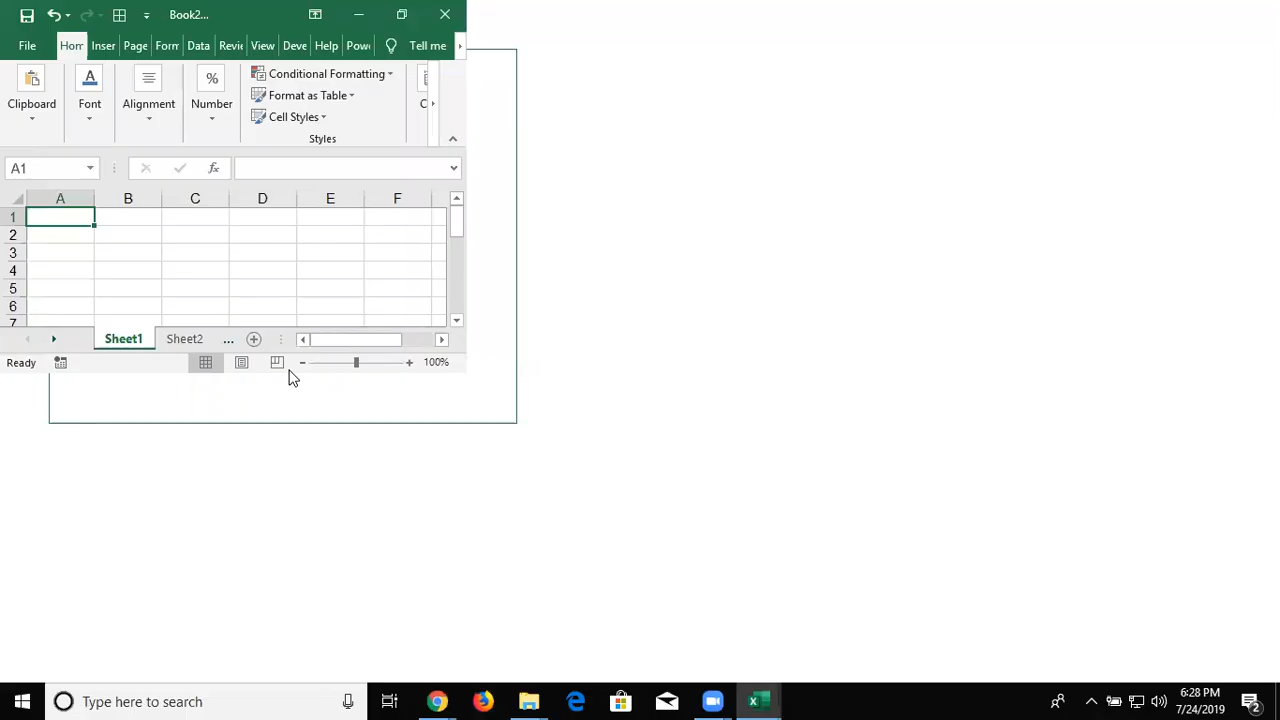 Book2...
File Hom Inser Page Form Data Revi View Deve Help Powe Tell me
Clipboard
Font
Alignment
Number
Conditional Formatting
Format as Table
Cell Styles
Styles
A1
fx
A B C D E F
1
2
3
4
5
6
7
Sheet1 Sheet2 ...
Ready
100%
Type here to search
6:28 PM
7/24/2019
2